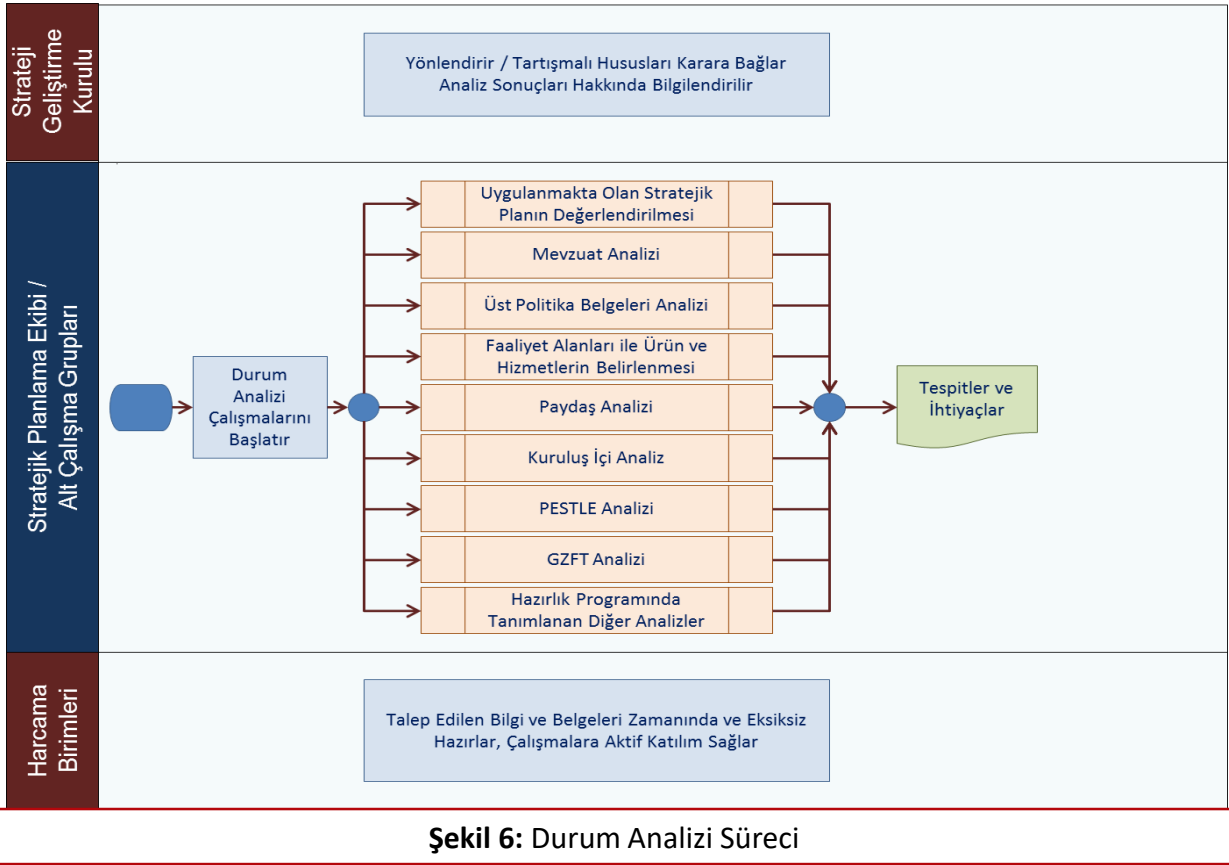 Strateji
Geliştirme
Kurulu
Yönlendirir / Tartışmalı Hususları Karara Bağlar
Analiz Sonuçları Hakkında Bilgilendirilir
Stratejik Planlama Ekibi /
Alt Çalışma Grupları
Durum
Analizi
Çalışmalarını
Başlatır
Uygulanmakta Olan Stratejik
Planın Değerlendirilmesi
Mevzuat Analizi
Üst Politika Belgeleri Analizi
Faaliyet Alanları ile Ürün ve
Hizmetlerin Belirlenmesi
Paydaş Analizi
Kuruluş İçi Analiz
PESTLE Analizi
GZFT Analizi
Hazırlık Programında
Tanımlanan Diğer Analizler
Tespitler ve
İhtiyaçlar
Harcama
Birimleri
Talep Edilen Bilgi ve Belgeleri Zamanında ve Eksiksiz
Hazırlar, Çalışmalara Aktif Katılım Sağlar
Şekil 6: Durum Analizi Süreci